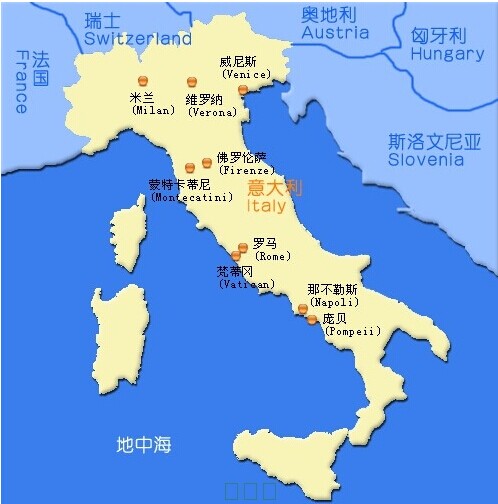 瑞士
Switzerland
奥地利
Austria
匈牙利
Hungary
法国
France
威尼斯
(Venice)
米兰
(Milan)
维罗纳
(Verona)
斯洛文尼亚
Slovenia
佛罗伦萨
(Firenze)
蒙特卡蒂尼
(Montecatini)
意大利
Italy
罗马
(Rome)
梵蒂冈
(Vatican)
那不勒斯
(Napoli)
庞贝
(Pompeii)
地中海